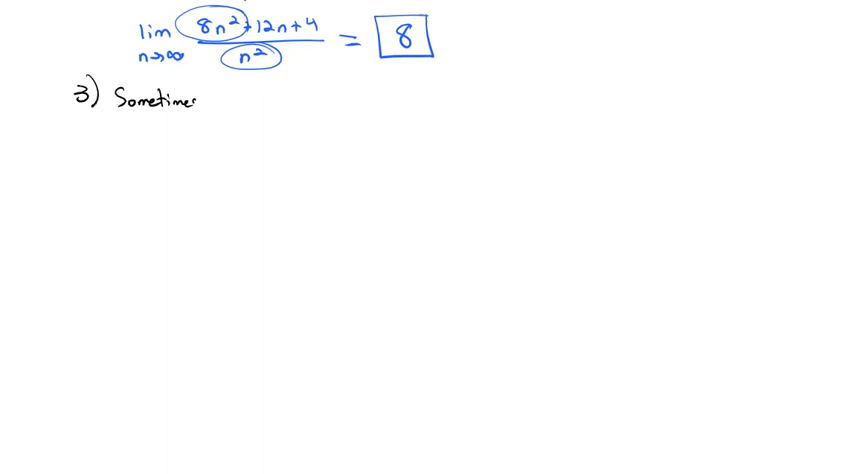 lim n→∞ (8n²+12n+4)/n² = 8
3) Sometime